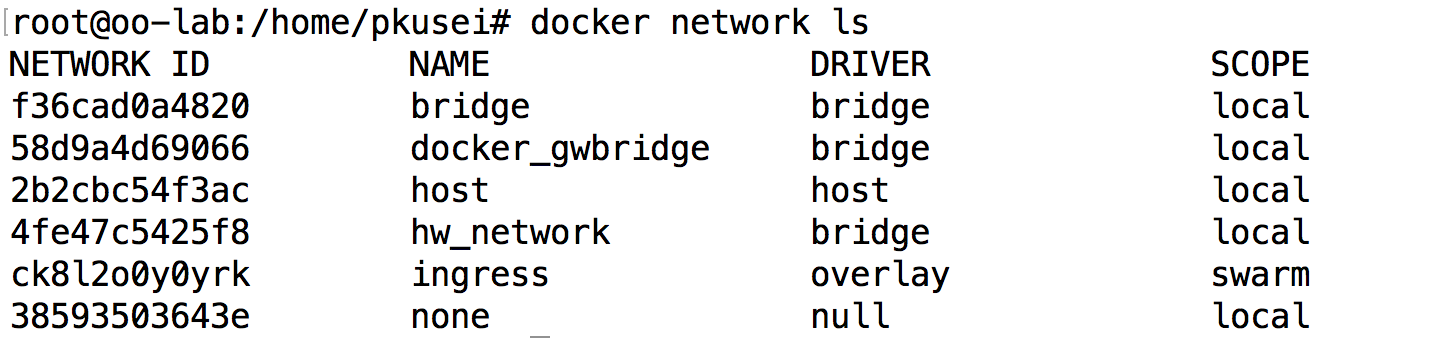 root@oo-lab:/home/pkusei# docker network ls
NETWORK ID NAME DRIVER SCOPE
f36cad0a4820 bridge bridge local
58d9a4d69066 docker_gwbridge bridge local
2b2cbc54f3ac host host local
4fe47c5425f8 hw_network bridge local
ck8l2o0y0yrk ingress overlay swarm
38593503643e none null local